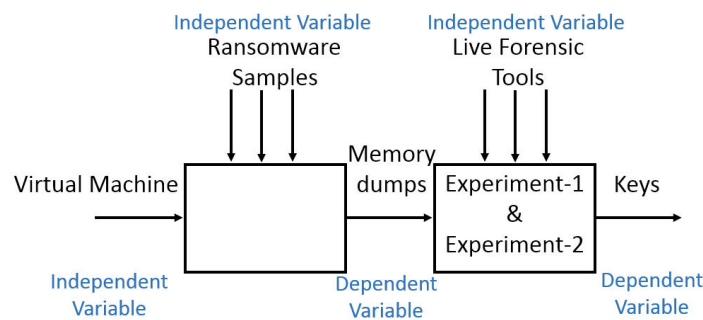 Independent Variable
Ransomware
Samples
Independent Variable
Live Forensic
Tools
Virtual Machine
Memory
dumps
Experiment-1
&
Experiment-2
Keys
Independent
Variable
Dependent
Variable
Dependent
Variable